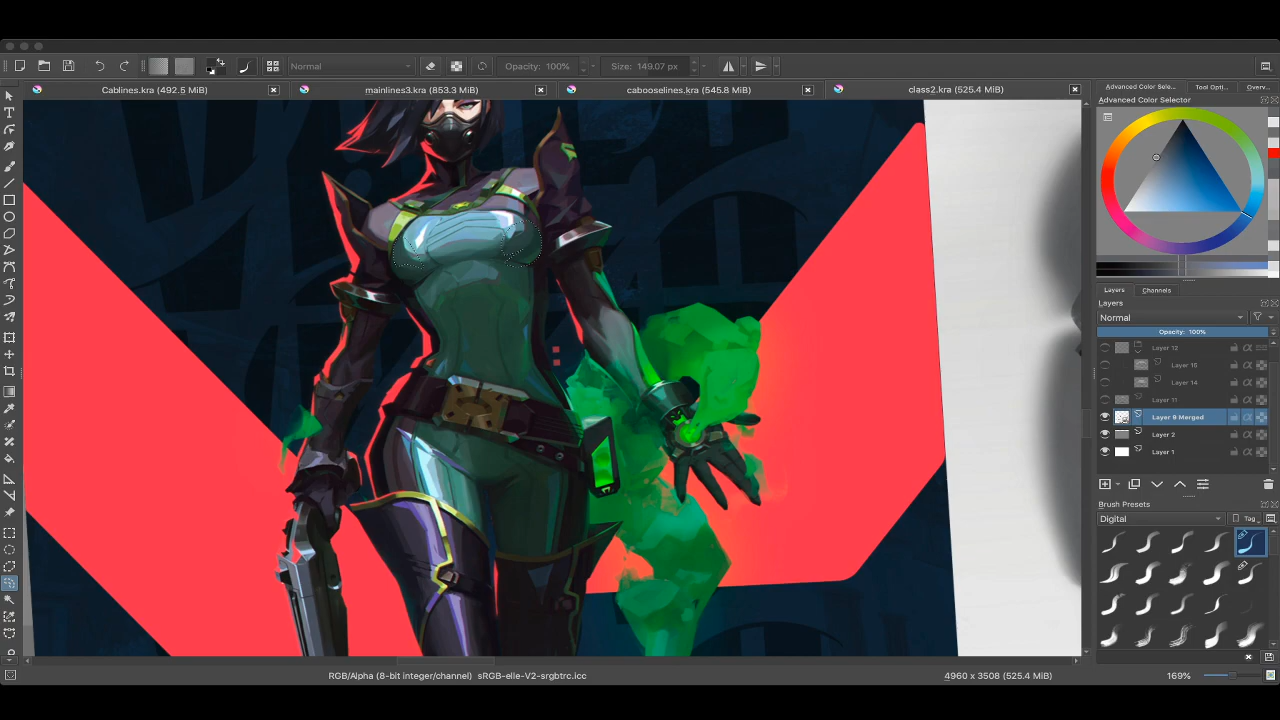 Normal
Opacity: 100%
Size: 149.07 px
Cablines.kra (492.5 MiB)
mainlines3.kra (853.3 MiB)
cabooselines.kra (545.8 MiB)
class2.kra (525.4 MiB)
Advanced Color Sele...
Tool Opti...
Overv...
Advanced Color Selector
Layers
Channels
Layers
Normal
Opacity: 100%
Layer 12
Layer 15
Layer 14
Layer 11
Layer 9 Merged
Layer 2
Layer 1
Brush Presets
Digital
Tag
RGB/Alpha (8-bit integer/channel) sRGB-elle-V2-srgbtrc.icc
4960 x 3508 (525.4 MiB)
169%